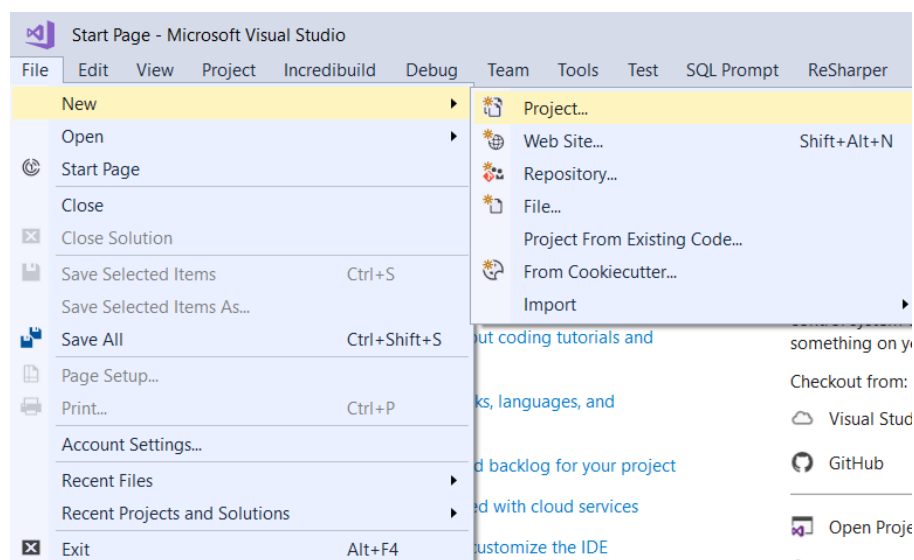 Start Page - Microsoft Visual Studio
File Edit View Project Incredibuild Debug Team Tools Test SQL Prompt ReSharper
New
Open
Start Page
Close
Close Solution
Save Selected Items Ctrl+S
Save Selected Items As...
Save All Ctrl+Shift+S
Page Setup...
Print... Ctrl+P
Account Settings...
Recent Files
Recent Projects and Solutions
Exit Alt+F4
Project...
Web Site... Shift+Alt+N
Repository...
File...
Project From Existing Code...
From Cookiecutter...
Import
coding tutorials and
languages, and
backlog for your project
with cloud services
customize the IDE
something on
Checkout from:
Visual Stud
GitHub
Open Proje